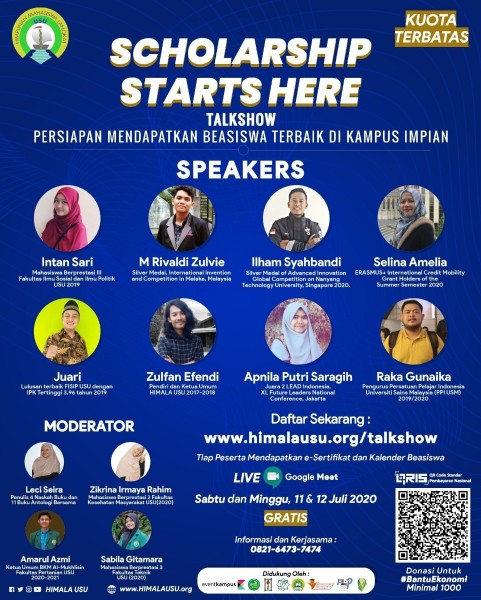 USU
KUOTA
TERBATAS
SCHOLARSHIP
STARTS HERE
TALKSHOW
PERSIAPAN MENDAPATKAN BEASISWA TERBAIK DI KAMPUS IMPIAN
SPEAKERS
Intan Sari
Mahasiswa Berprestasi III
Fakultas Ilmu Sosial dan Ilmu Politik
USU 2019
M Rivaldi Zulvie
Silver Medal, International Invention
and Competition in Malaka, Malaysia
Ilham Syahbandi
Silver Medal of Advanced Innovation
Global Competition on Nanyang
Technology University, Singapore 2020.
Selina Amelia
ERASMUS+ International Credit Mobility
Grant Holders of the
Summer Semester 2020
Juari
Lulusan terbaik FISIP USU dengan
IPK Tertinggi 3,96 tahun 2019
Zulfan Efendi
Pendiri dan Ketua Umum
HIMALA USU 2017-2018
Apnila Putri Saragih
Juara 2 LEAD Indonesia.
XI, Future Leaders National
Conference, Jakarta
Raka Gunaika
Pengurus Persatuan Pelajar Indonesia
Universiti Sains Malaysia (PPI USM)
2019/2020
MODERATOR
Leci Seira
Penulis 4 Naskah Buku dan
11 Buku Antologi Bersama
Zikrina Irmaya Rahim
Mahasiswa Berprestasi 2 Fakultas
Kesehatan Masyarakat USU(2020)
Amarul Azmi
Ketua Umum BKM Al-Mukhlisin
Fakultas Pertanian USU
2020-2021
Sabila Gitamara
Mahasiswa Berprestasi 3
Fakultas Teknik
USU (2020)
Daftar Sekarang :
www.himalausu.org/talkshow
Tiap Peserta Mendapatkan e-Sertifikat dan Kalender Beasiswa
LIVE Google Meet
Sabtu dan Minggu, 11 & 12 Juli 2020
GRATIS
Informasi dan Kerjasama :
0821-6473-7474
QRIS QR Code Standar
Pembayaran Nasional
Donasi Untuk
#BantuEkonomi
Minimal 1000
Didukung Oleh :
eventkampus
HIMALA USU
www.HIMALAUSU.org